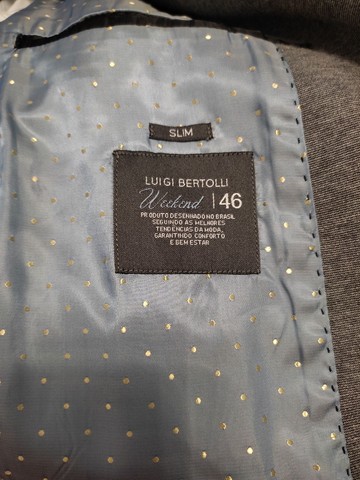 SLIM
LUIGI BERTOLLI
Weekend | 46
PRODUTO DESENHADO NO BRASIL
SEGUINDO AS MELHORES
TENDÊNCIAS DA MODA,
GARANTINDO CONFORTO
E BEM ESTAR